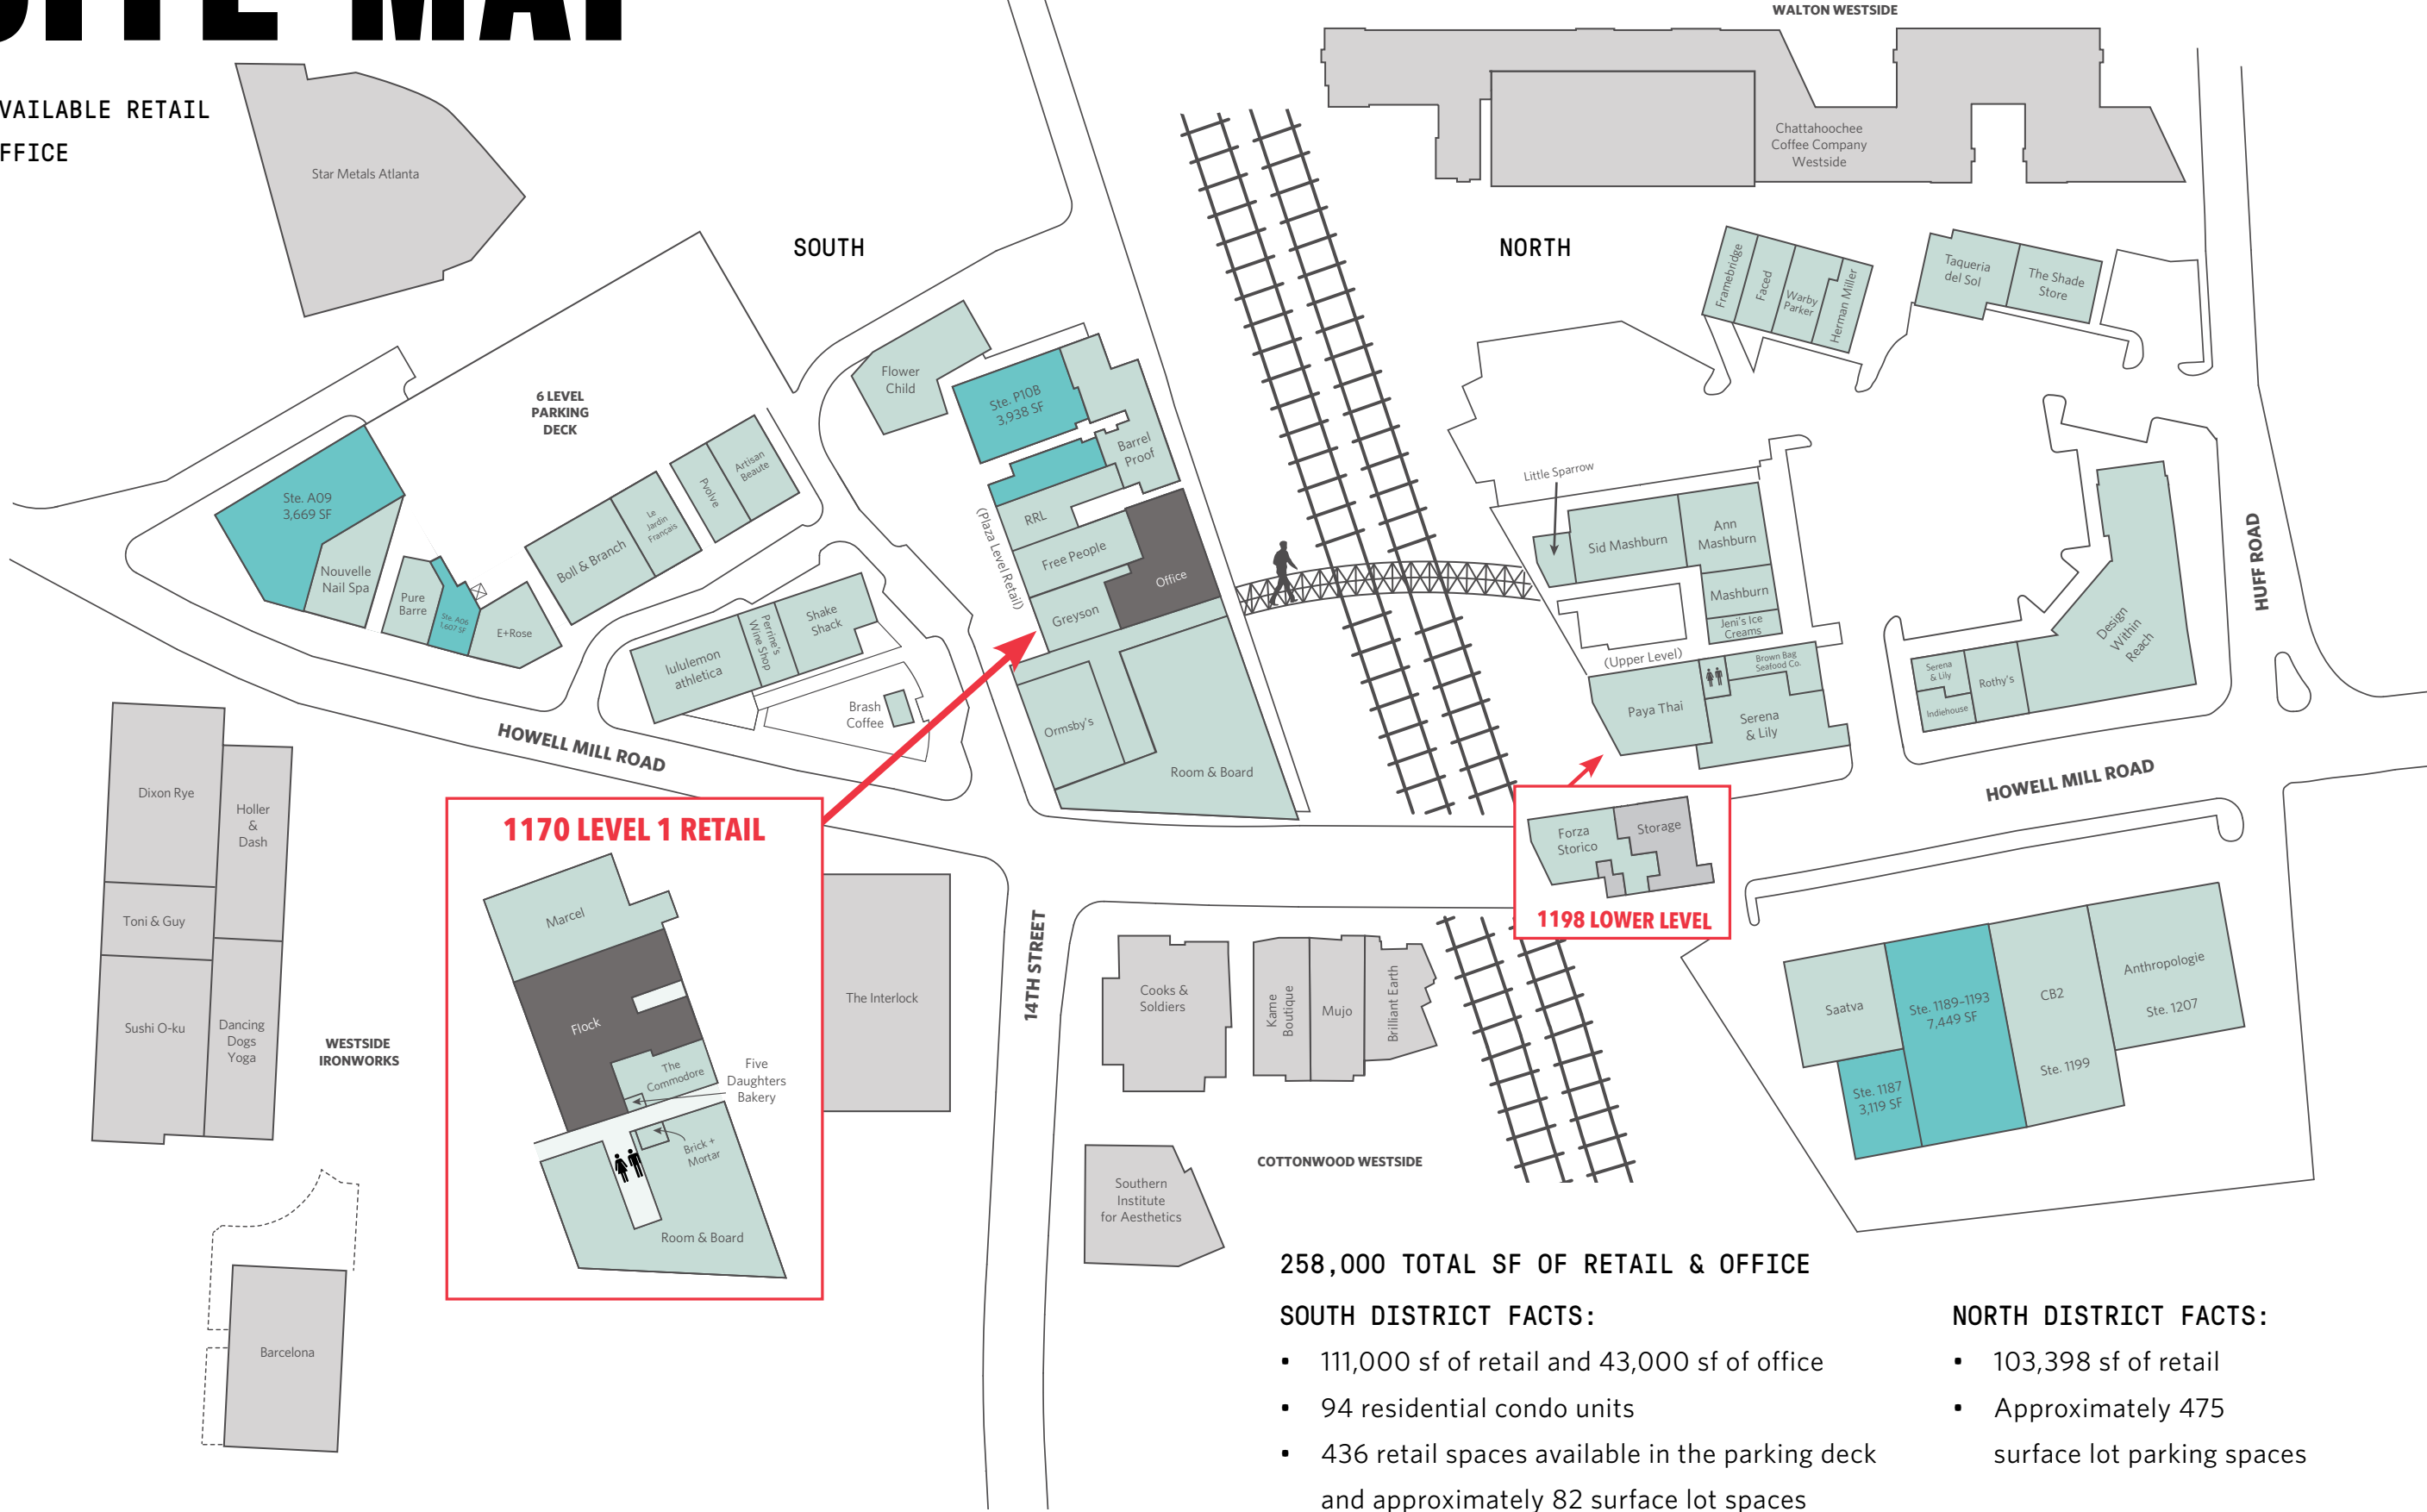 SITE MAP
VAILABLE RETAIL
FFICE
Star Metals Atlanta
SOUTH
NORTH
WALTON WESTSIDE
Chattahoochee
Coffee Company
Westside
Framebridge
Faced
Warby
Parker
Herman Miller
Taqueria
del Sol
The Shade
Store
6 LEVEL
PARKING
DECK
Flower
Child
Ste. P10B
3,938 SF
Barrel
Proof
RRL
Free People
Greyson
Office
(Plaza Level Retail)
Ormsby's
Room & Board
Ste. A09
3,669 SF
Nouvelle
Nail Spa
Pure
Barre
Ste. A06
1,607 SF
E+Rose
Boll & Branch
Le
Jardin
Français
Pvolve
Artisan
Beaute
lululemon
athletica
Perrine's
Wine Shop
Shake
Shack
Brash
Coffee
HOWELL MILL ROAD
Little Sparrow
Sid Mashburn
Ann
Mashburn
Mashburn
Jeni's Ice
Creams
(Upper Level)
Brown Bag
Seafood Co.
Paya Thai
Serena
& Lily
Serena
& Lily
Indiehouse
Rothy's
Design
Within
Reach
HUFF ROAD
HOWELL MILL ROAD
Dixon Rye
Holler
&
Dash
Toni & Guy
Sushi O-ku
Dancing
Dogs
Yoga
WESTSIDE
IRONWORKS
Barcelona
1170 LEVEL 1 RETAIL
Marcel
Flock
The
Commodore
Five
Daughters
Bakery
Brick +
Mortar
Room & Board
The Interlock
14TH STREET
Forza
Storico
Storage
1198 LOWER LEVEL
Cooks &
Soldiers
Kame
Boutique
Mujo
Brilliant Earth
COTTONWOOD WESTSIDE
Southern
Institute
for Aesthetics
Saatva
Ste. 1187
3,119 SF
Ste. 1189-1193
7,449 SF
CB2
Ste. 1199
Anthropologie
Ste. 1207
258,000 TOTAL SF OF RETAIL & OFFICE
SOUTH DISTRICT FACTS:
• 111,000 sf of retail and 43,000 sf of office
• 94 residential condo units
• 436 retail spaces available in the parking deck
and approximately 82 surface lot spaces
NORTH DISTRICT FACTS:
• 103,398 sf of retail
• Approximately 475
surface lot parking spaces